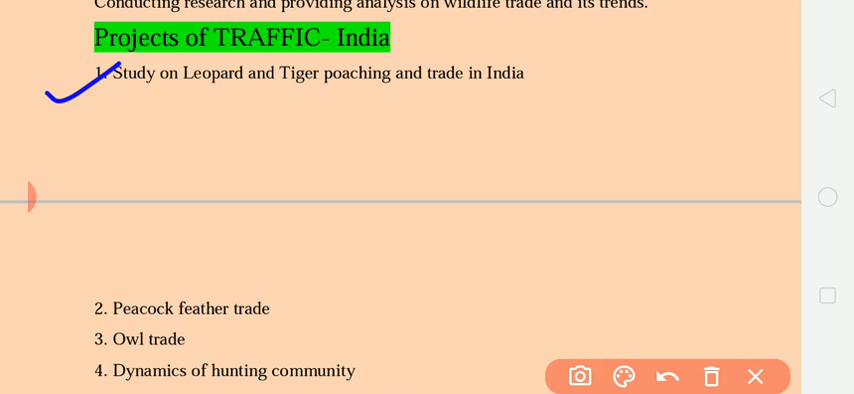 Conducting research and providing analysis on wildlife trade and its trends.
Projects of TRAFFIC- India
1. Study on Leopard and Tiger poaching and trade in India
2. Peacock feather trade
3. Owl trade
4. Dynamics of hunting community